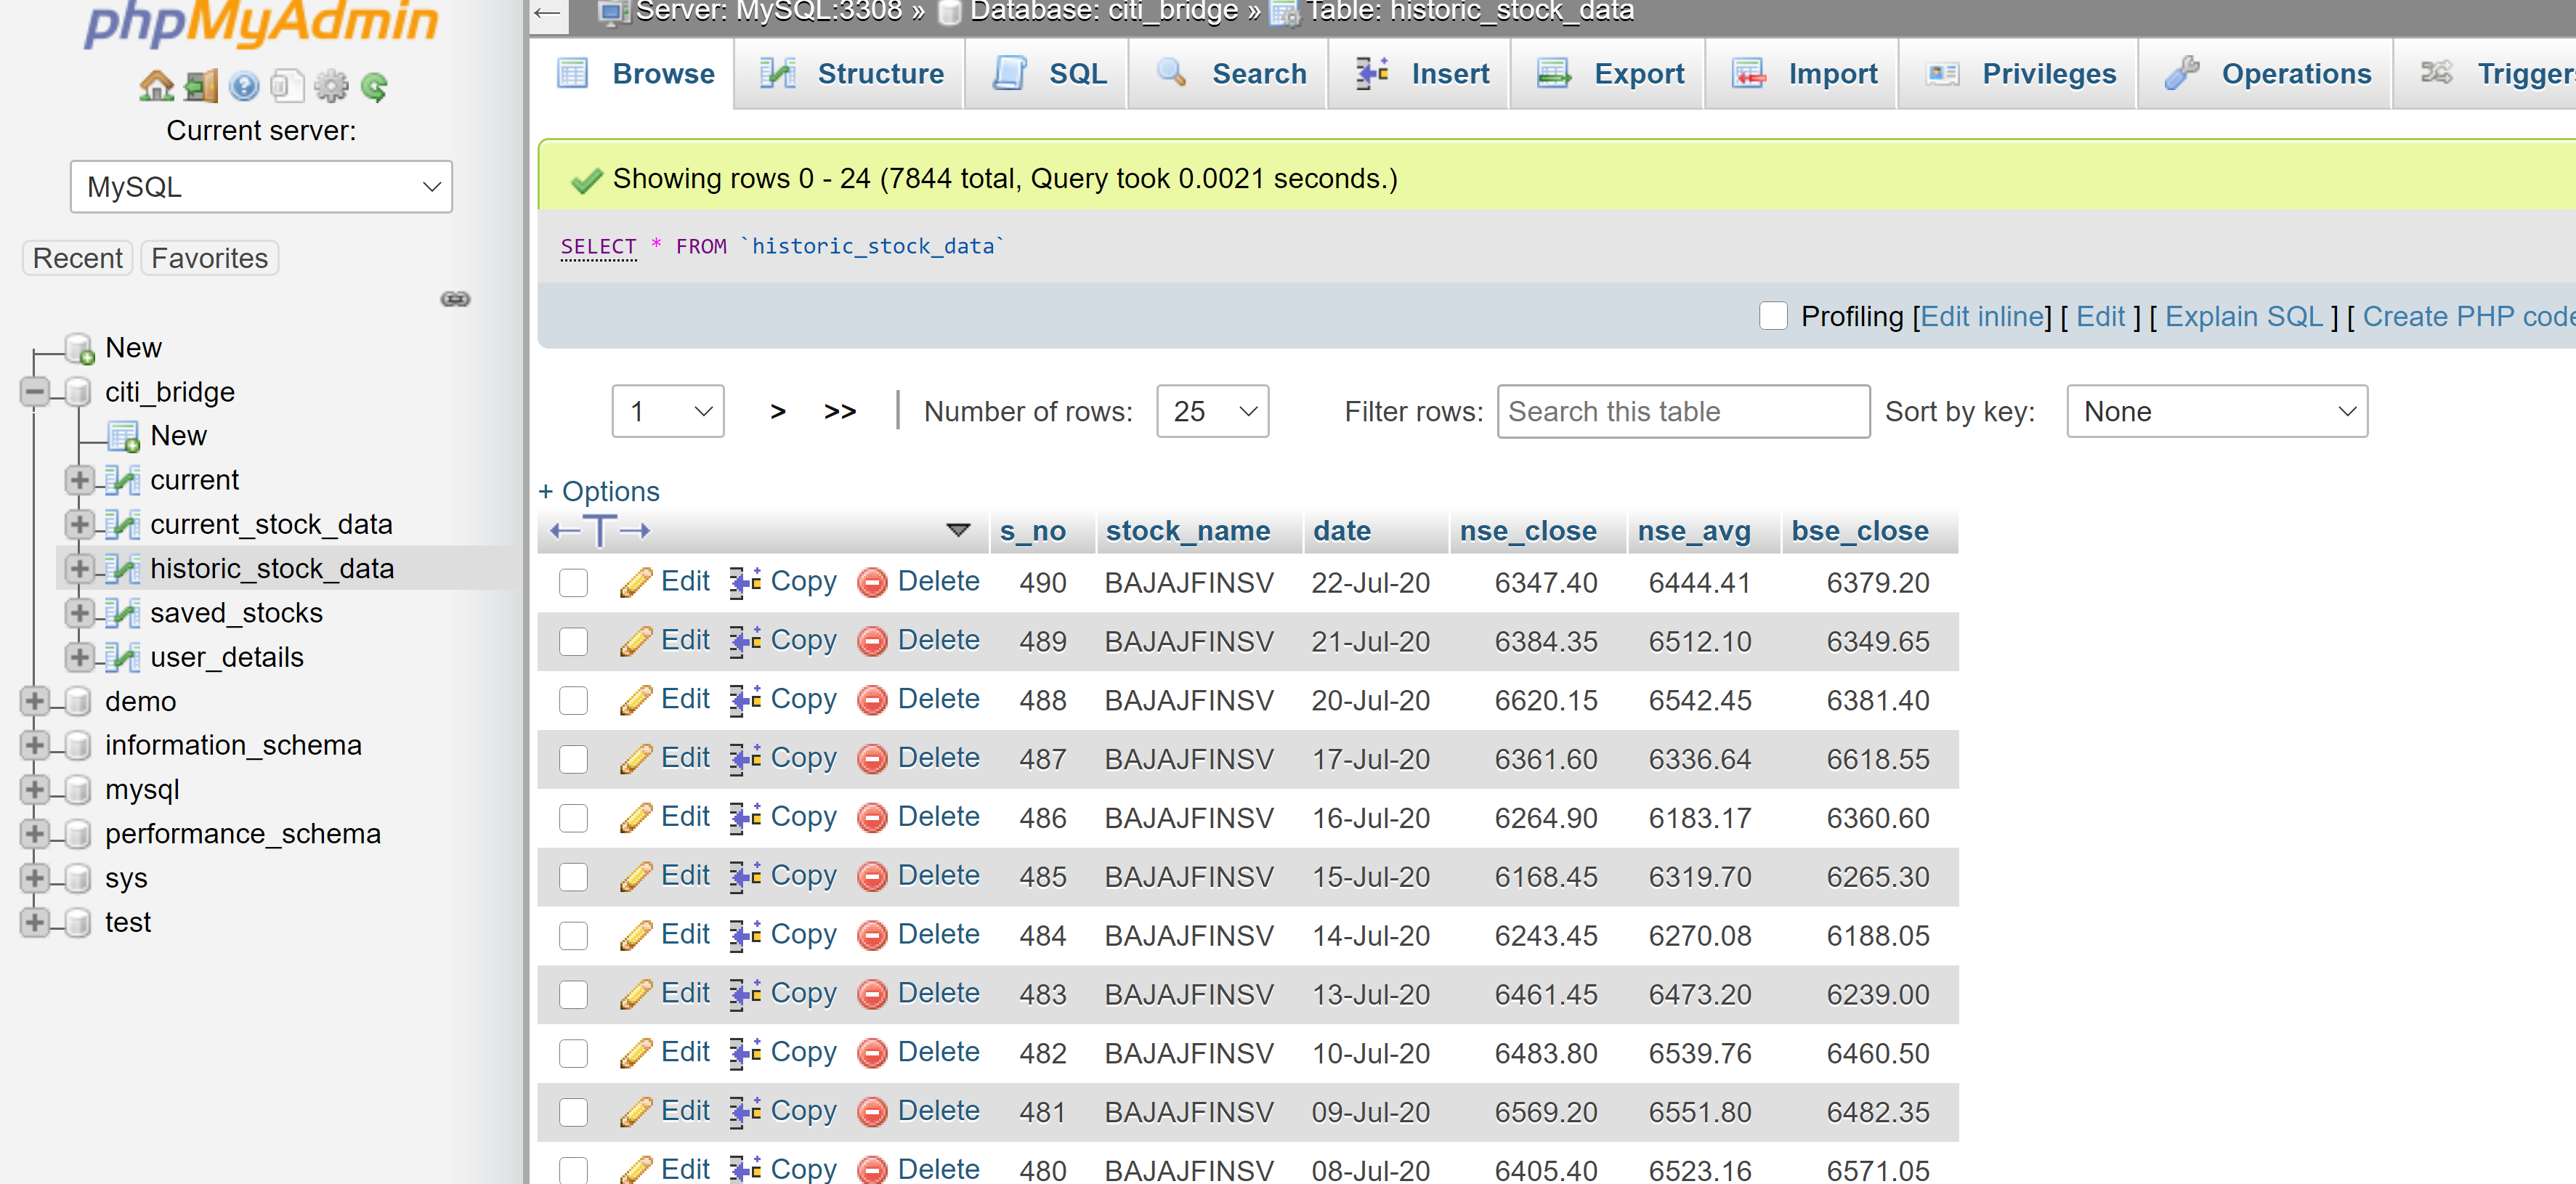 phpMyAdmin
Current server:
MySQL
Recent Favorites
New
citi_bridge
New
current
current_stock_data
historic_stock_data
saved_stocks
user_details
demo
information_schema
mysql
performance_schema
sys
test
Server: MySQL:3308 » Database: citi_bridge » Table: historic_stock_data
Browse Structure SQL Search Insert Export Import Privileges Operations Trigger
Showing rows 0 - 24 (7844 total, Query took 0.0021 seconds.)
SELECT * FROM `historic_stock_data`
Profiling [Edit inline] [ Edit ] [ Explain SQL ] [ Create PHP code
1 > >> | Number of rows: 25 Filter rows: Search this table Sort by key: None
+ Options
←T→ s_no stock_name date nse_close nse_avg bse_close
Edit Copy Delete 490 BAJAJFINSV 22-Jul-20 6347.40 6444.41 6379.20
Edit Copy Delete 489 BAJAJFINSV 21-Jul-20 6384.35 6512.10 6349.65
Edit Copy Delete 488 BAJAJFINSV 20-Jul-20 6620.15 6542.45 6381.40
Edit Copy Delete 487 BAJAJFINSV 17-Jul-20 6361.60 6336.64 6618.55
Edit Copy Delete 486 BAJAJFINSV 16-Jul-20 6264.90 6183.17 6360.60
Edit Copy Delete 485 BAJAJFINSV 15-Jul-20 6168.45 6319.70 6265.30
Edit Copy Delete 484 BAJAJFINSV 14-Jul-20 6243.45 6270.08 6188.05
Edit Copy Delete 483 BAJAJFINSV 13-Jul-20 6461.45 6473.20 6239.00
Edit Copy Delete 482 BAJAJFINSV 10-Jul-20 6483.80 6539.76 6460.50
Edit Copy Delete 481 BAJAJFINSV 09-Jul-20 6569.20 6551.80 6482.35
Edit Copy Delete 480 BAJAJFINSV 08-Jul-20 6405.40 6523.16 6571.05